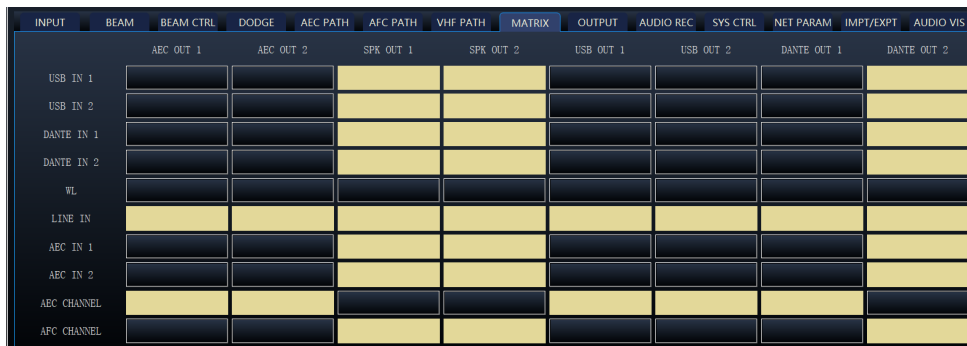 INPUT BEAM BEAM CTRL DODGE AEC PATH AFC PATH VHF PATH MATRIX OUTPUT AUDIO REC SYS CTRL NET PARAM IMPT/EXPT AUDIO VIS
AEC OUT 1 AEC OUT 2 SPK OUT 1 SPK OUT 2 USB OUT 1 USB OUT 2 DANTE OUT 1 DANTE OUT 2
USB IN 1
USB IN 2
DANTE IN 1
DANTE IN 2
WL
LINE IN
AEC IN 1
AEC IN 2
AEC CHANNEL
AFC CHANNEL